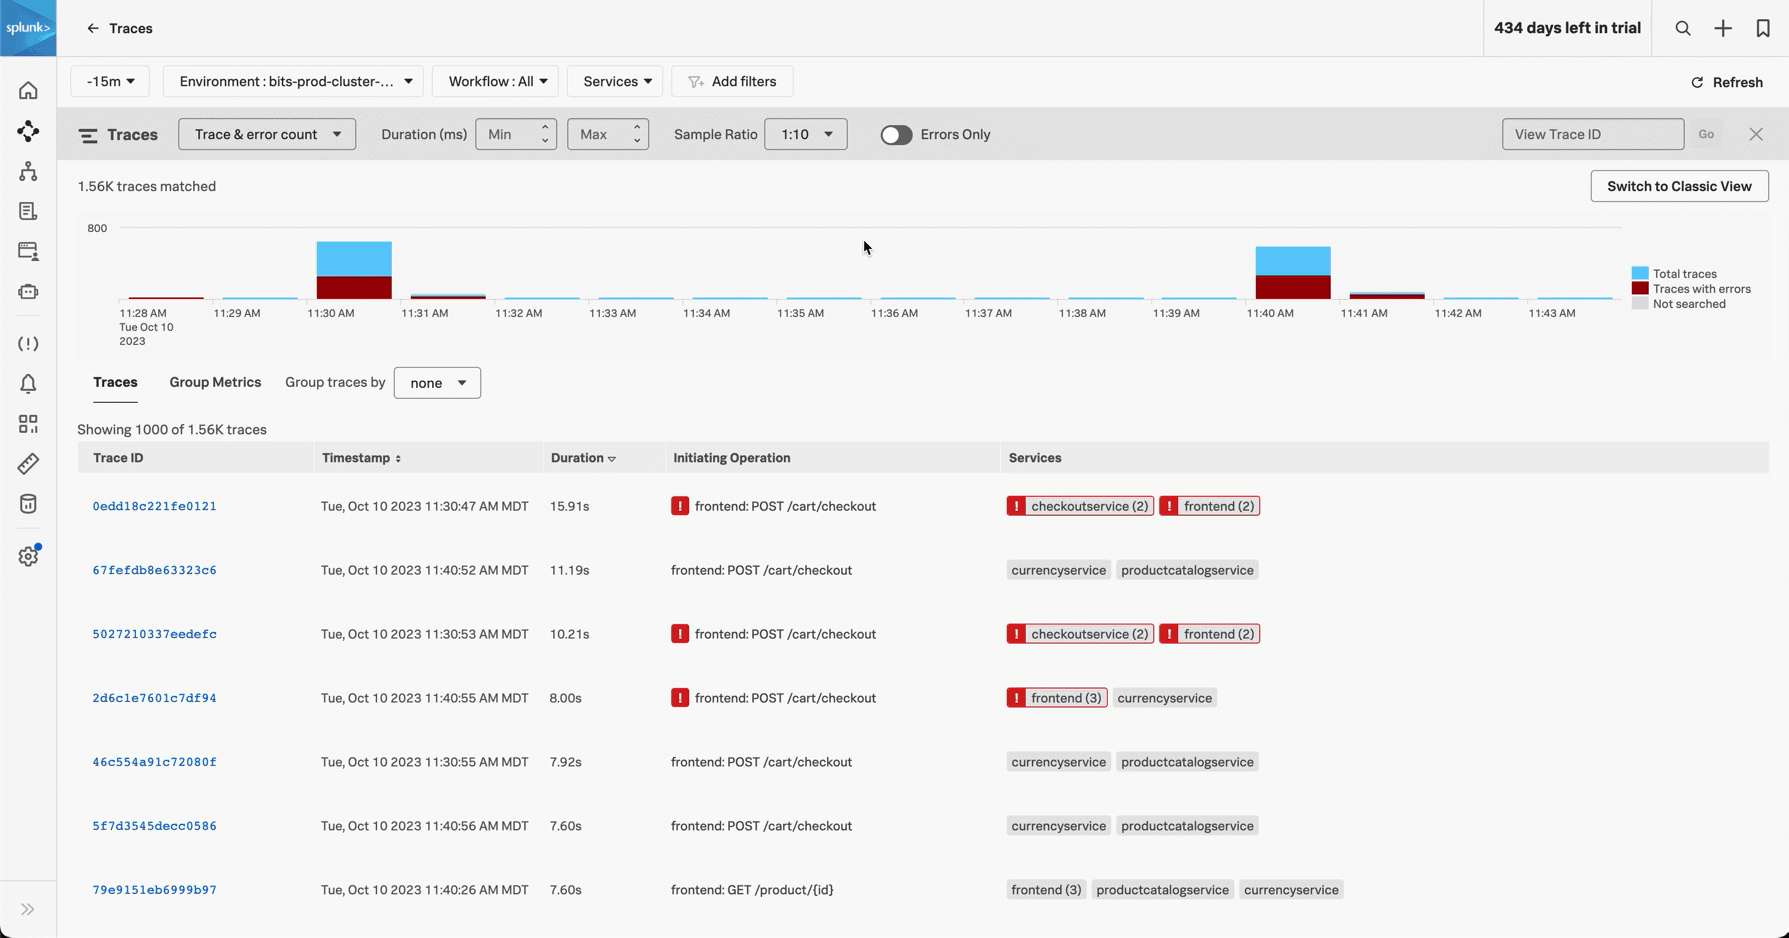 splunk>
Traces
434 days left in trial
-15m
Environment : bits-prod-cluster-...
Workflow : All
Services
Add filters
Refresh
Traces
Trace & error count
Duration (ms)
Min
Max
Sample Ratio
1:10
Errors Only
View Trace ID
Go
1.56K traces matched
Switch to Classic View
800
Total traces
Traces with errors
Not searched
11:28 AM 11:29 AM 11:30 AM 11:31 AM 11:32 AM 11:33 AM 11:34 AM 11:35 AM 11:36 AM 11:37 AM 11:38 AM 11:39 AM 11:40 AM 11:41 AM 11:42 AM 11:43 AM
Tue Oct 10
2023
Traces Group Metrics Group traces by none
Showing 1000 of 1.56K traces
Trace ID Timestamp Duration Initiating Operation Services
0edd18c221fe0121 Tue, Oct 10 2023 11:30:47 AM MDT 15.91s ! frontend: POST /cart/checkout ! checkoutservice (2) ! frontend (2)
67fefdb8e63323c6 Tue, Oct 10 2023 11:40:52 AM MDT 11.19s frontend: POST /cart/checkout currencyservice productcatalogservice
5027210337eedefc Tue, Oct 10 2023 11:30:53 AM MDT 10.21s ! frontend: POST /cart/checkout ! checkoutservice (2) ! frontend (2)
2d6c1e7601c7df94 Tue, Oct 10 2023 11:40:55 AM MDT 8.00s ! frontend: POST /cart/checkout ! frontend (3) currencyservice
46c554a91c72080f Tue, Oct 10 2023 11:30:55 AM MDT 7.92s frontend: POST /cart/checkout currencyservice productcatalogservice
5f7d3545decc0586 Tue, Oct 10 2023 11:40:56 AM MDT 7.60s frontend: POST /cart/checkout currencyservice productcatalogservice
79e9151eb6999b97 Tue, Oct 10 2023 11:40:26 AM MDT 7.60s frontend: GET /product/{id} frontend (3) productcatalogservice currencyservice